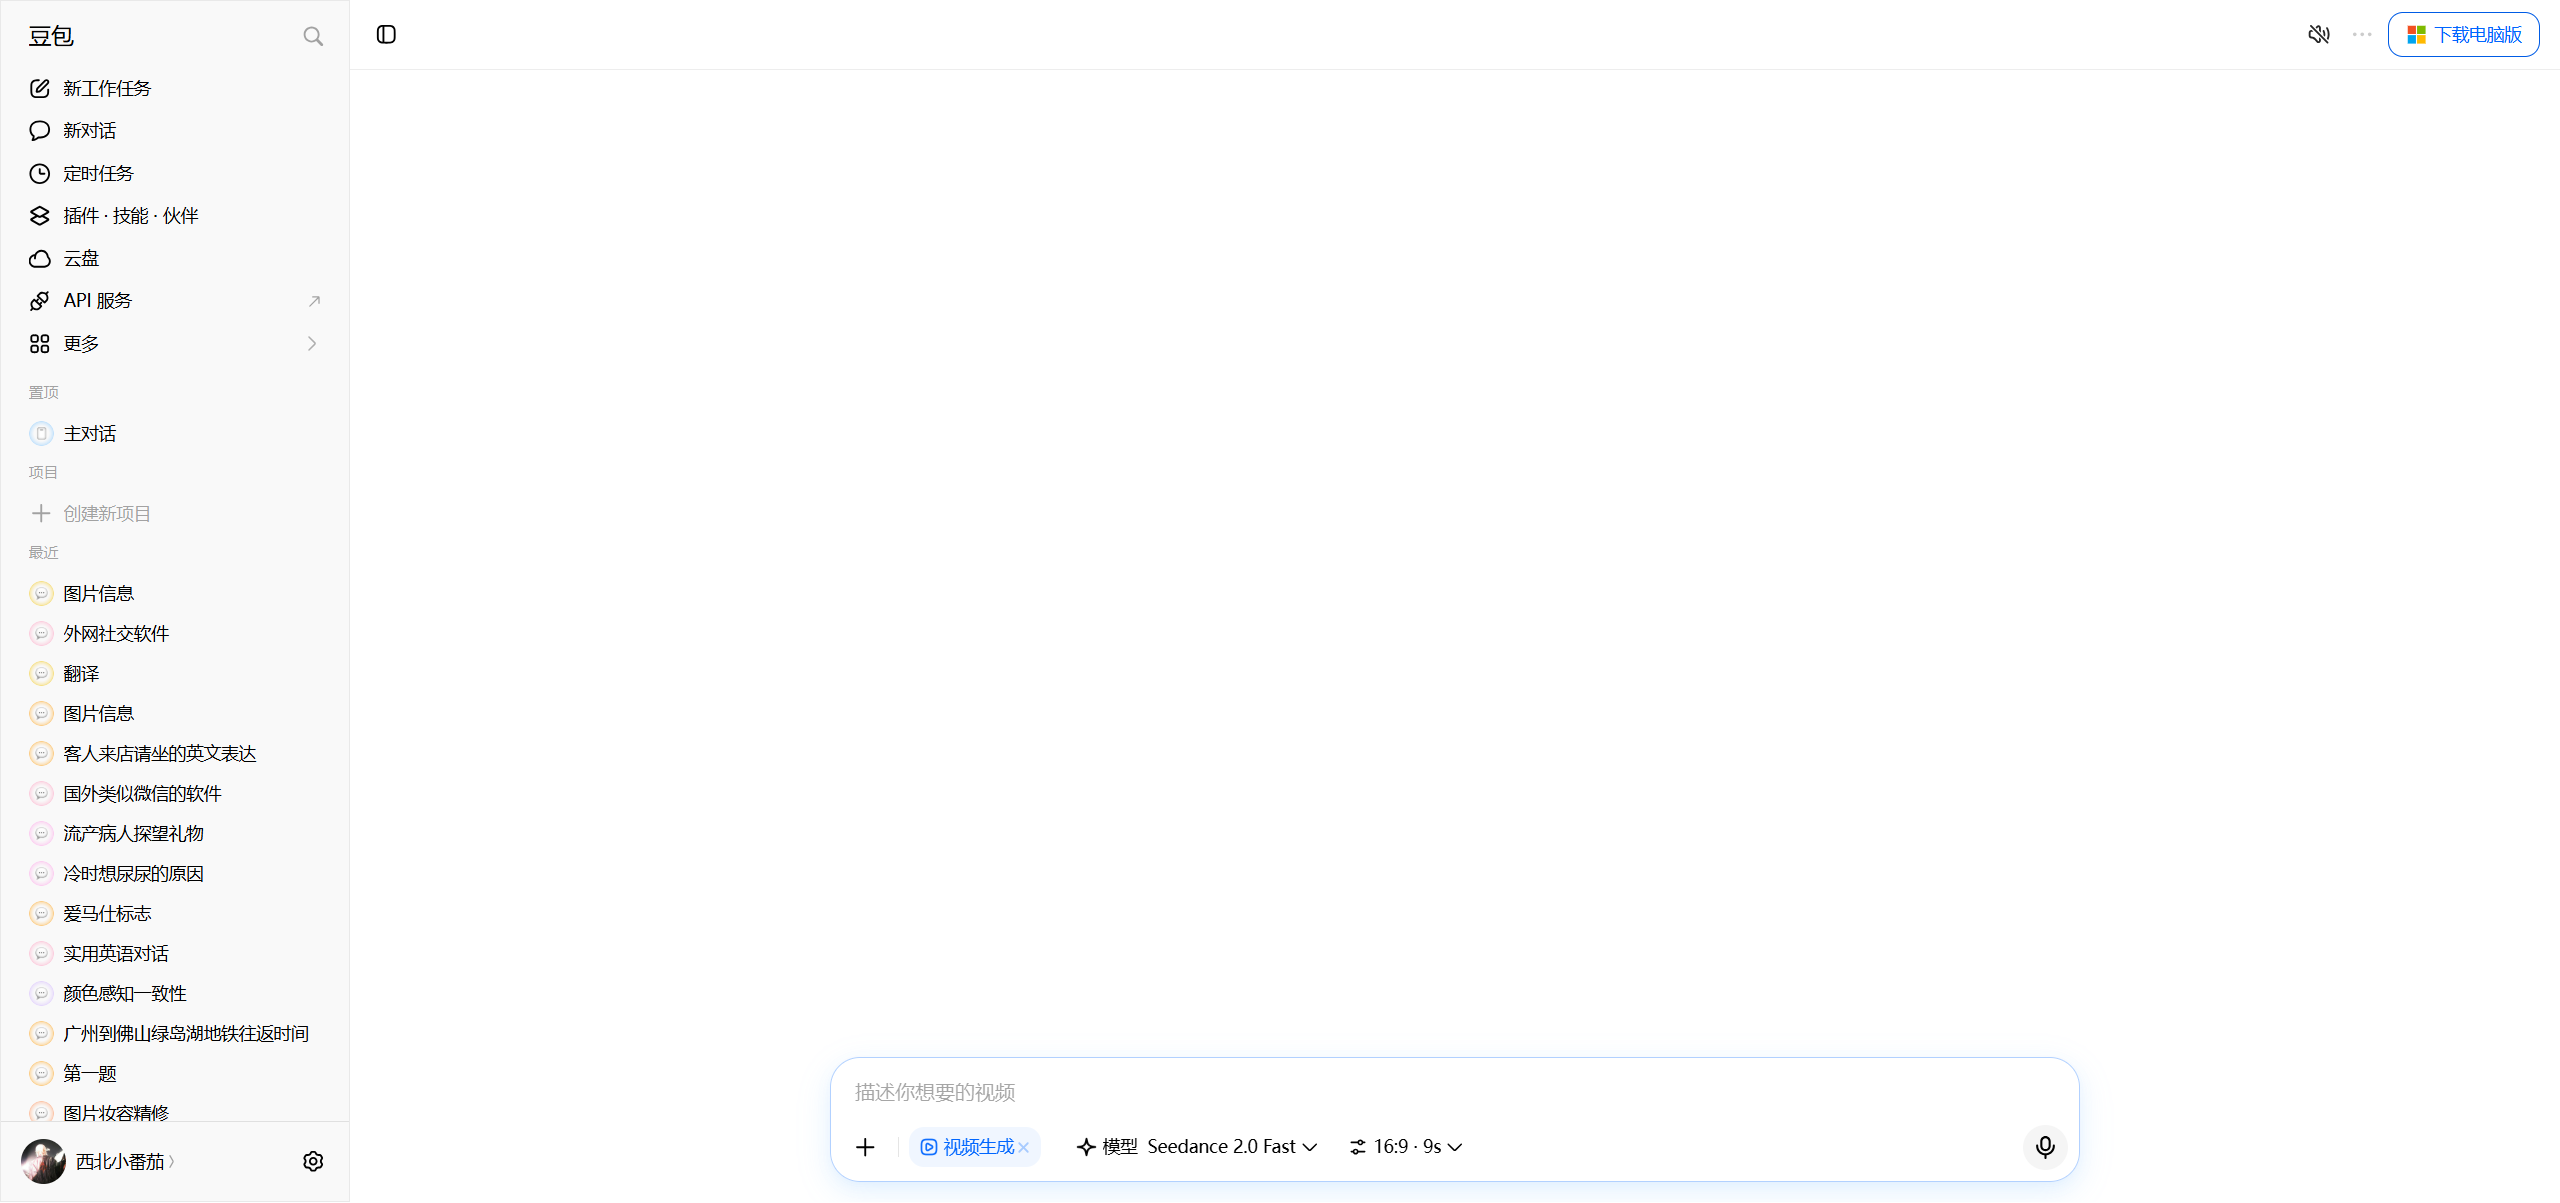 豆包
新工作任务
新对话
定时任务
插件 · 技能 · 伙伴
云盘
API 服务
更多
置顶
主对话
项目
创建新项目
最近
图片信息
外网社交软件
翻译
图片信息
客人来店请坐的英文表达
国外类似微信的软件
流产病人探望礼物
冷时想尿尿的原因
爱马仕标志
实用英语对话
颜色感知一致性
广州到佛山绿岛湖地铁往返时间
第一题
图片妆容精修
西北小番茄
下载电脑版
描述你想要的视频
视频生成 模型 Seedance 2.0 Fast 16:9 · 9s